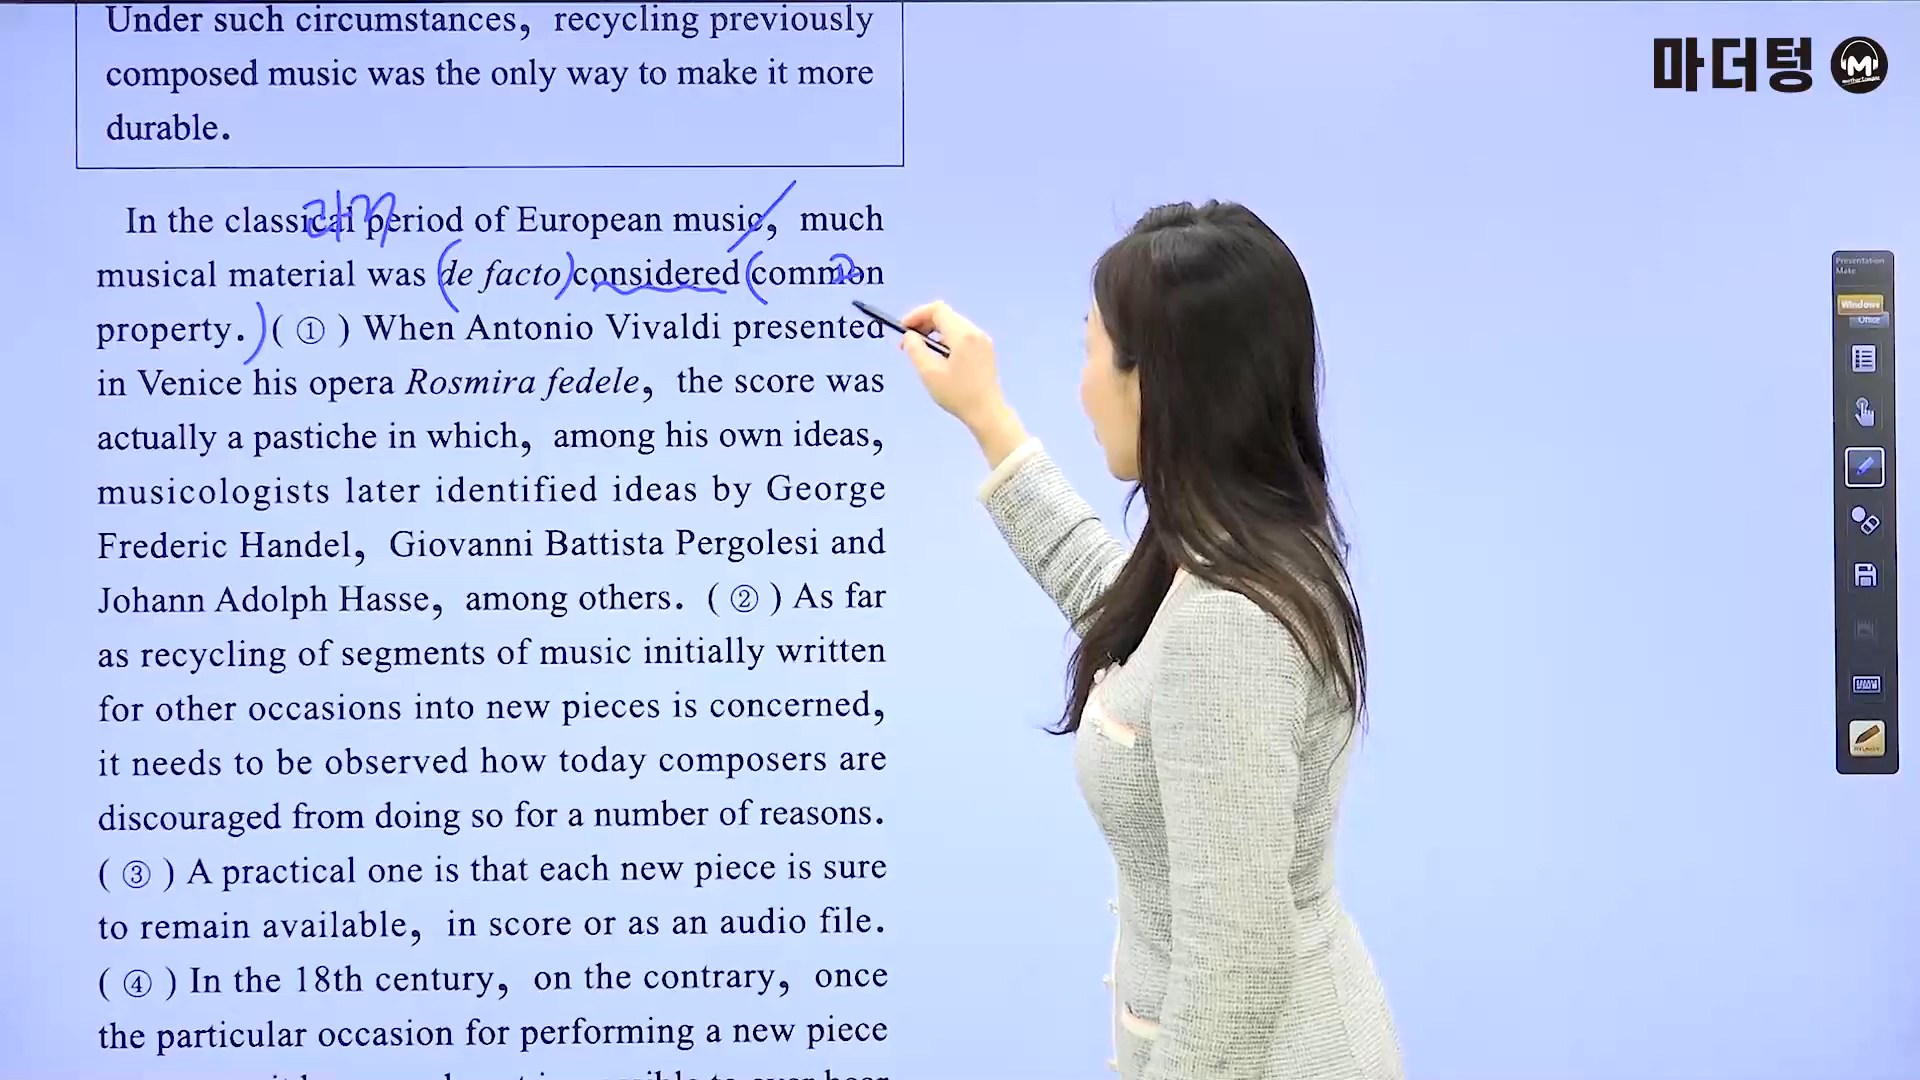 Under such circumstances, recycling previously
composed music was the only way to make it more
durable.
마더텅
M
In the classical period of European music, much
musical material was de facto considered common
property. ( ① ) When Antonio Vivaldi presented
in Venice his opera Rosmira fedele, the score was
actually a pastiche in which, among his own ideas,
musicologists later identified ideas by George
Frederic Handel, Giovanni Battista Pergolesi and
Johann Adolph Hasse, among others. ( ② ) As far
as recycling of segments of music initially written
for other occasions into new pieces is concerned,
it needs to be observed how today composers are
discouraged from doing so for a number of reasons.
( ③ ) A practical one is that each new piece is sure
to remain available, in score or as an audio file.
( ④ ) In the 18th century, on the contrary, once
the particular occasion for performing a new piece
Presentation
Windows
Office